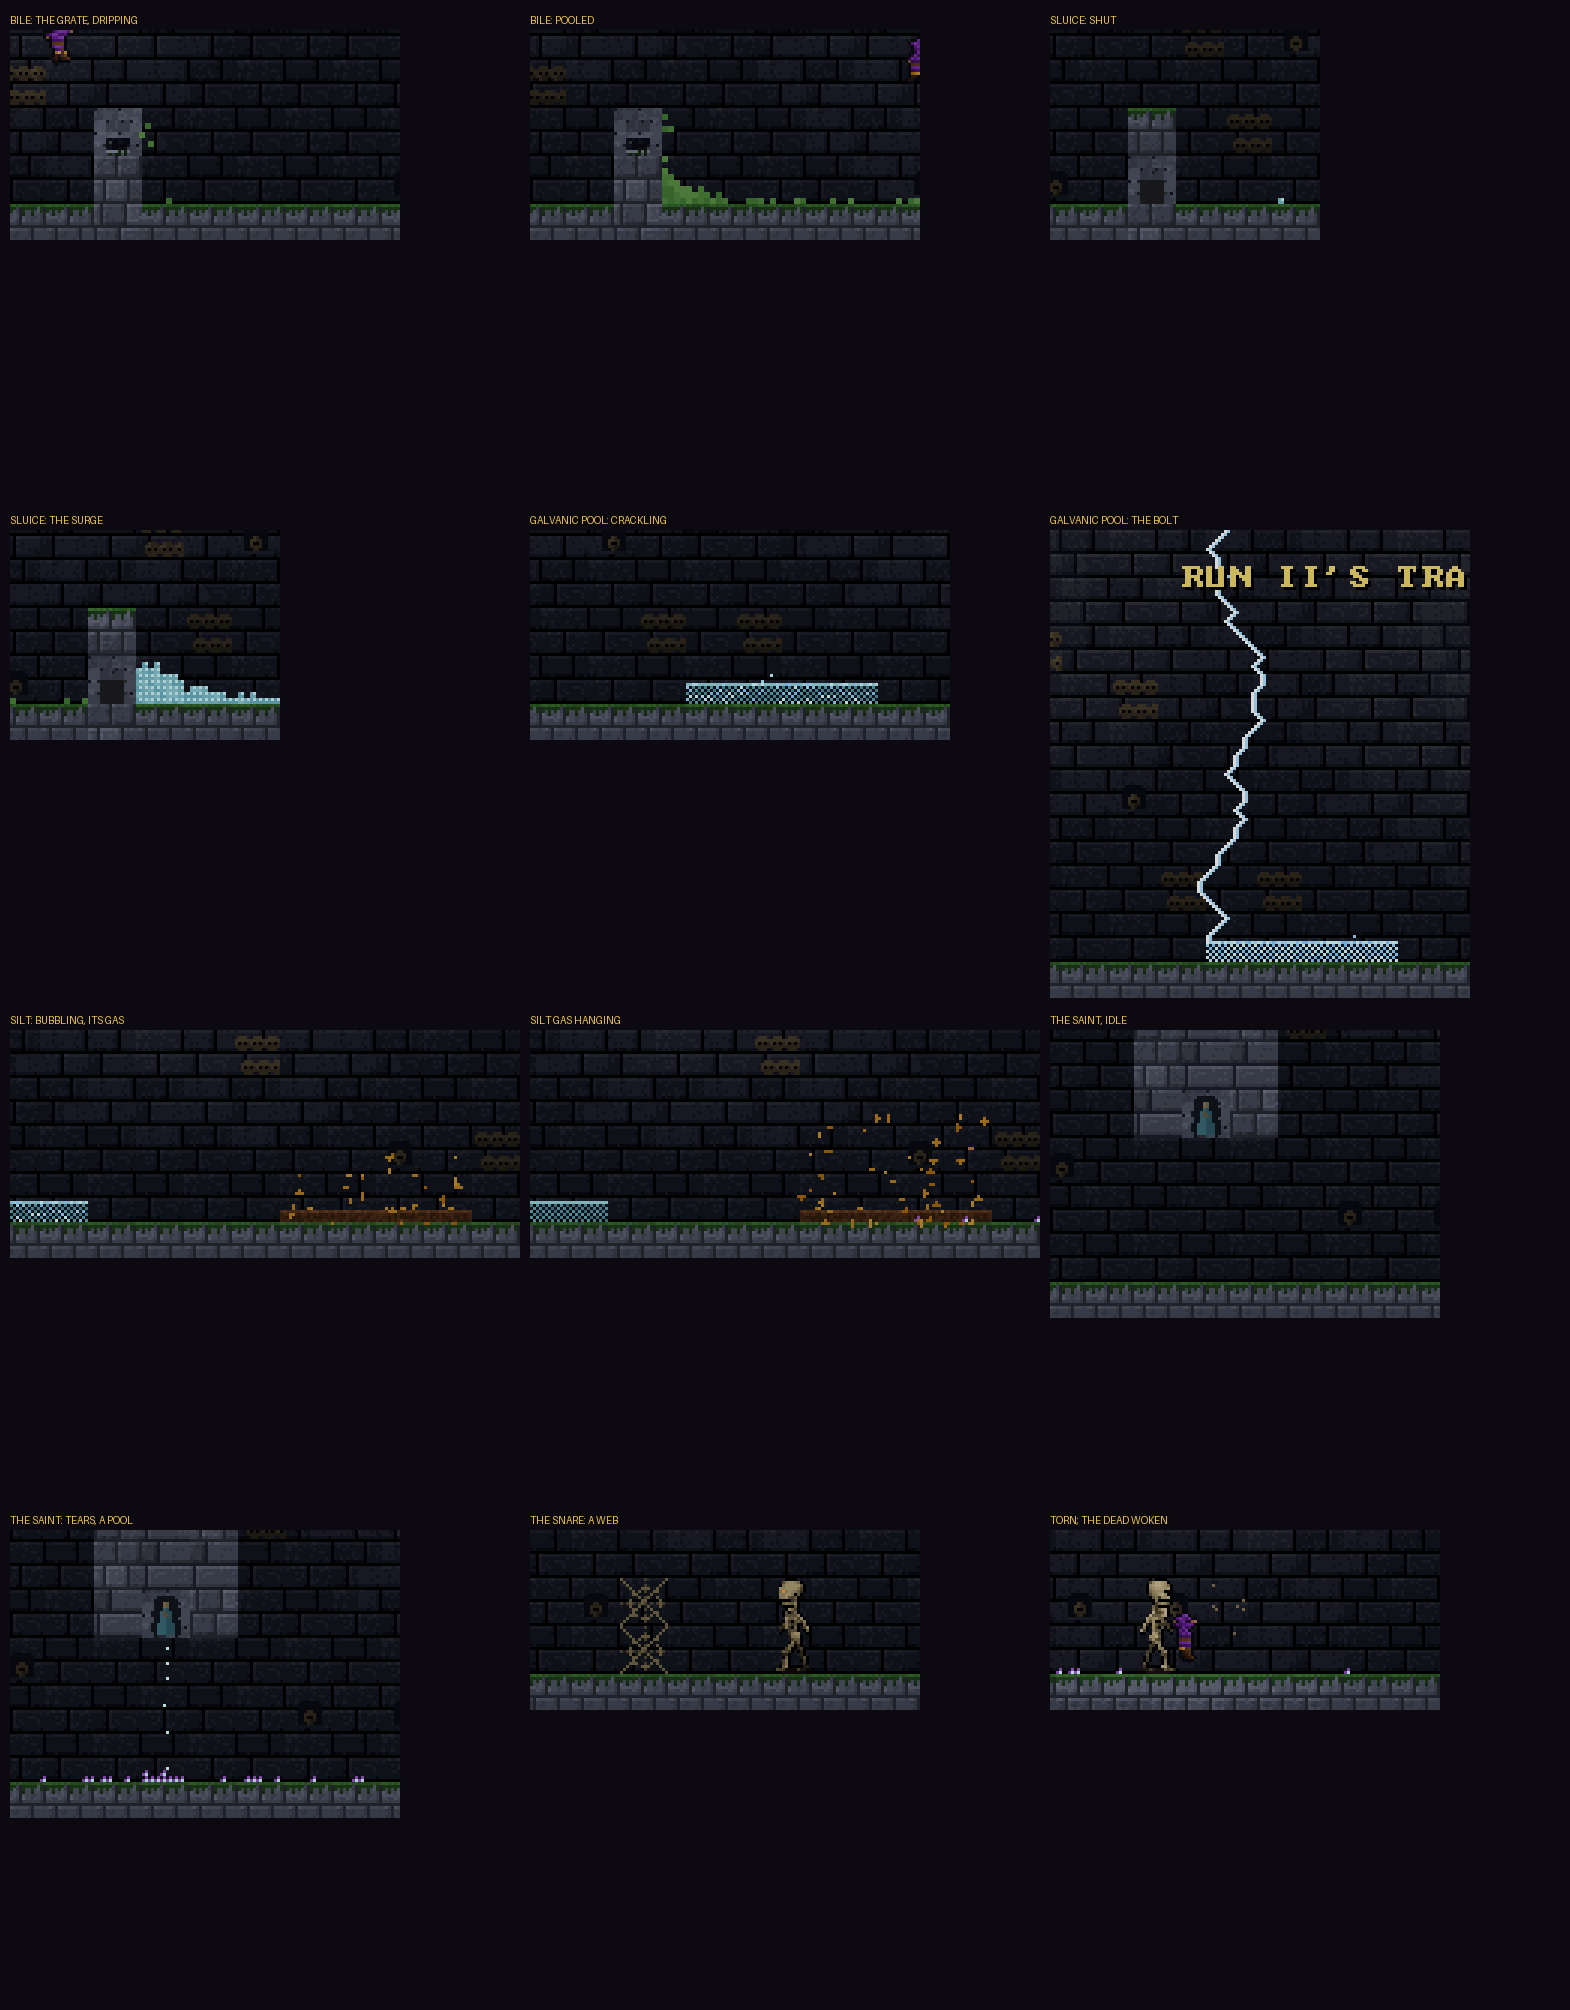 BILE: THE GRATE, DRIPPING
BILE: POOLED
SLUICE: SHUT
SLUICE: THE SURGE
GALVANIC POOL: CRACKLING
GALVANIC POOL: THE BOLT
RUN II'S TRA
SILT: BUBBLING, ITS GAS
SILT GAS HANGING
THE SAINT, IDLE
THE SAINT: TEARS, A POOL
THE SNARE: A WEB
TORN; THE DEAD WOKEN